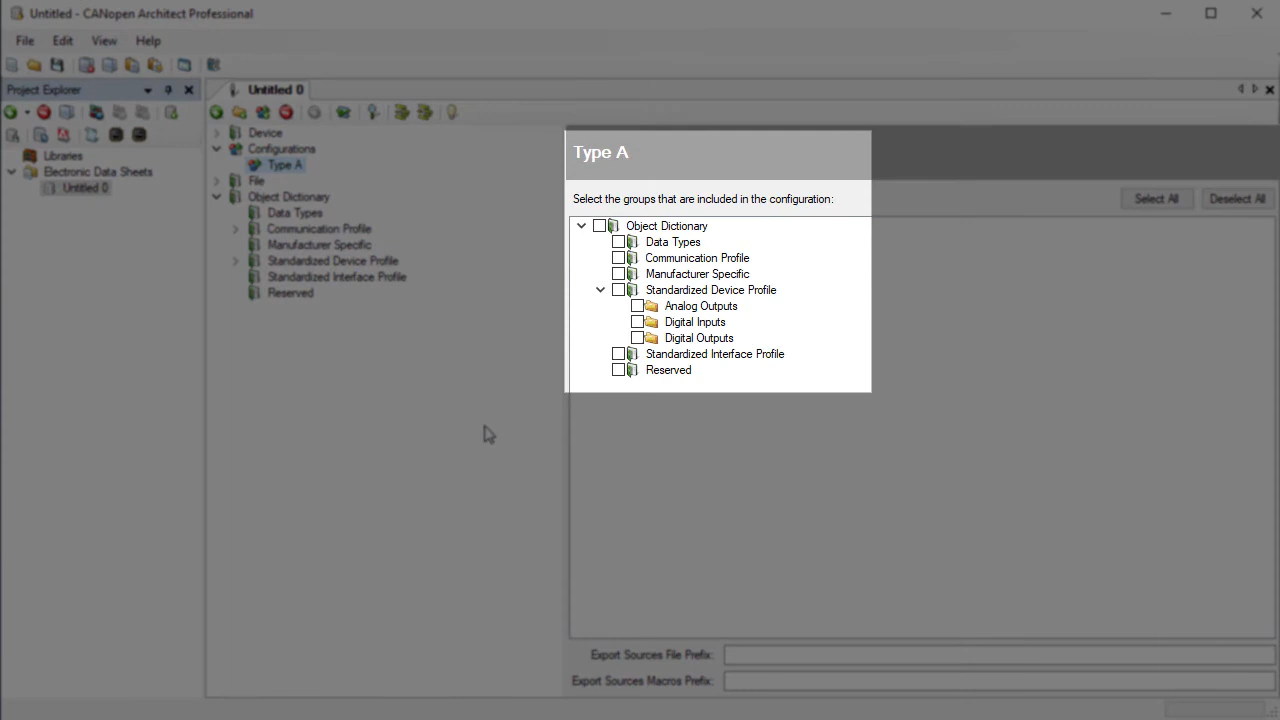 Untitled - CANopen Architect Professional
File Edit View Help
Project Explorer
Untitled 0
Libraries
Electronic Data Sheets
Untitled 0
Device
Configurations
Type A
File
Object Dictionary
Data Types
Communication Profile
Manufacturer Specific
Standardized Device Profile
Standardized Interface Profile
Reserved
Type A
Select the groups that are included in the configuration:
Select All Deselect All
Object Dictionary
Data Types
Communication Profile
Manufacturer Specific
Standardized Device Profile
Analog Outputs
Digital Inputs
Digital Outputs
Standardized Interface Profile
Reserved
Export Sources File Prefix:
Export Sources Macros Prefix: